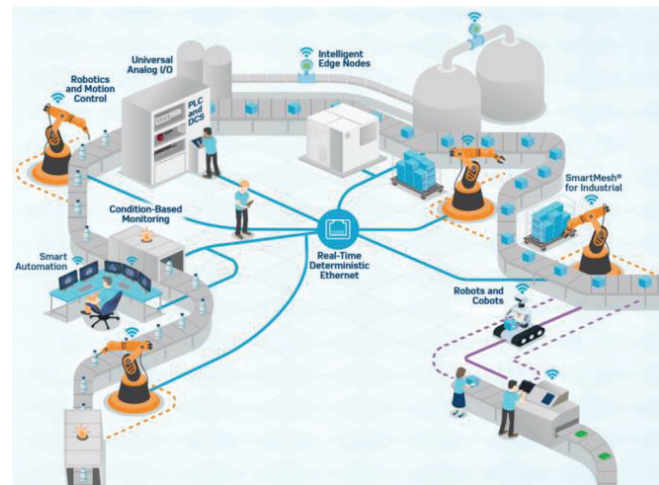 Universal
Analog I/O
Intelligent
Edge Nodes
Robotics
and Motion
Control
PLC
and
DCS
SmartMesh®
for Industrial
Condition-Based
Monitoring
Smart
Automation
Real-Time
Deterministic
Ethernet
Robots and
Cobots